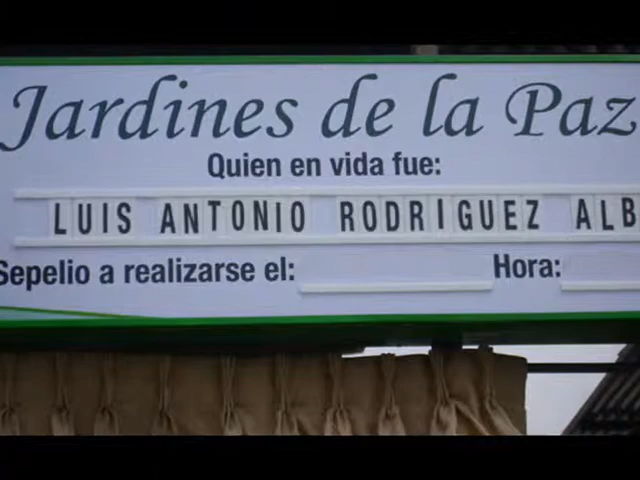 Jardines de la Paz
Quien en vida fue:
LUIS ANTONIO RODRIGUEZ ALB
Sepelio a realizarse el: Hora: